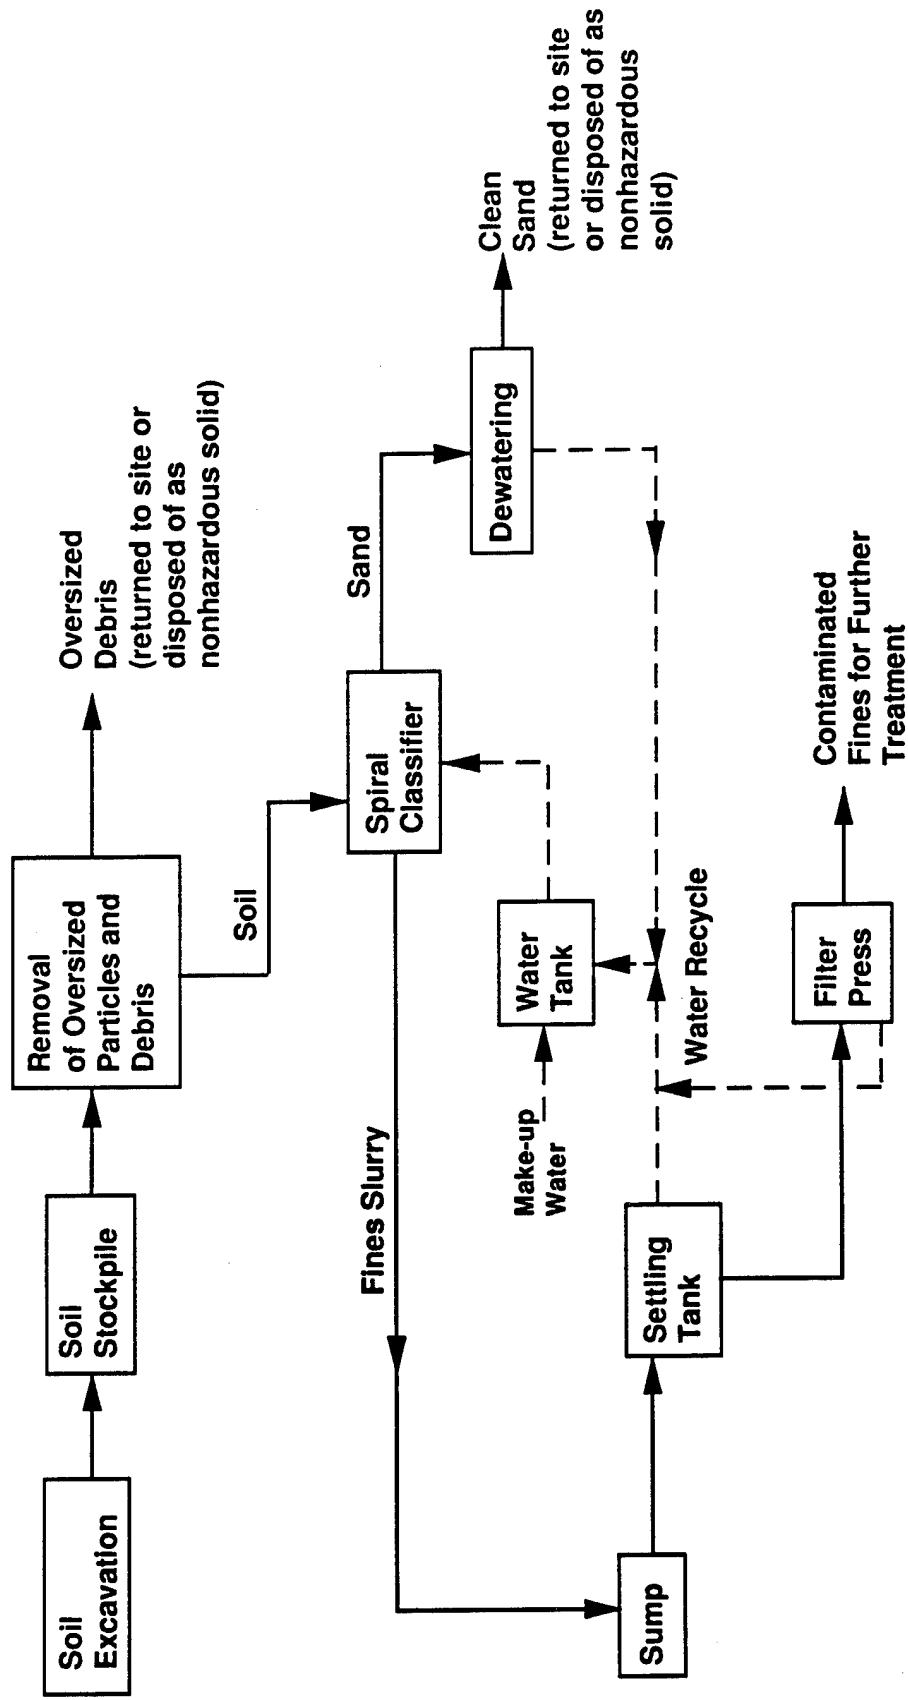 Soil
Excavation
Soil
Stockpile
Removal
of Oversized
Particles and
Debris
Oversized
Debris
(returned to site or
disposed of as
nonhazardous solid)
Soil
Spiral
Classifier
Sand
Dewatering
Clean
Sand
(returned to site
or disposed of as
nonhazardous
solid)
Fines Slurry
Make-up
Water
Water
Tank
Water Recycle
Sump
Settling
Tank
Filter
Press
Contaminated
Fines for Further
Treatment